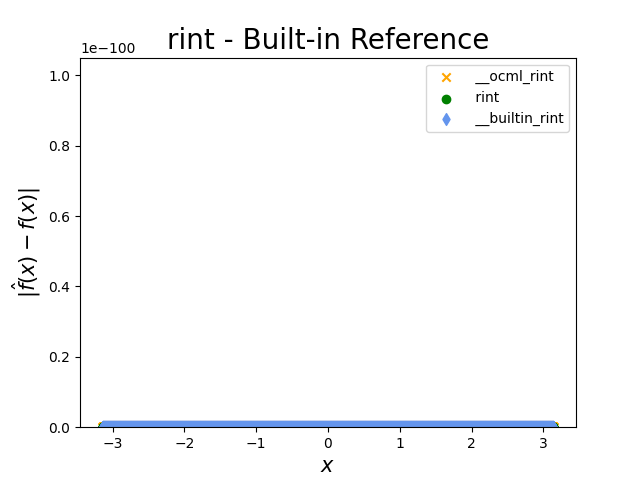 rint - Built-in Reference
1e−100
1.0
0.8
0.6
0.4
0.2
0.0
|f̂(x) − f(x)|
__ocml_rint
rint
__builtin_rint
−3
−2
−1
0
1
2
3
x